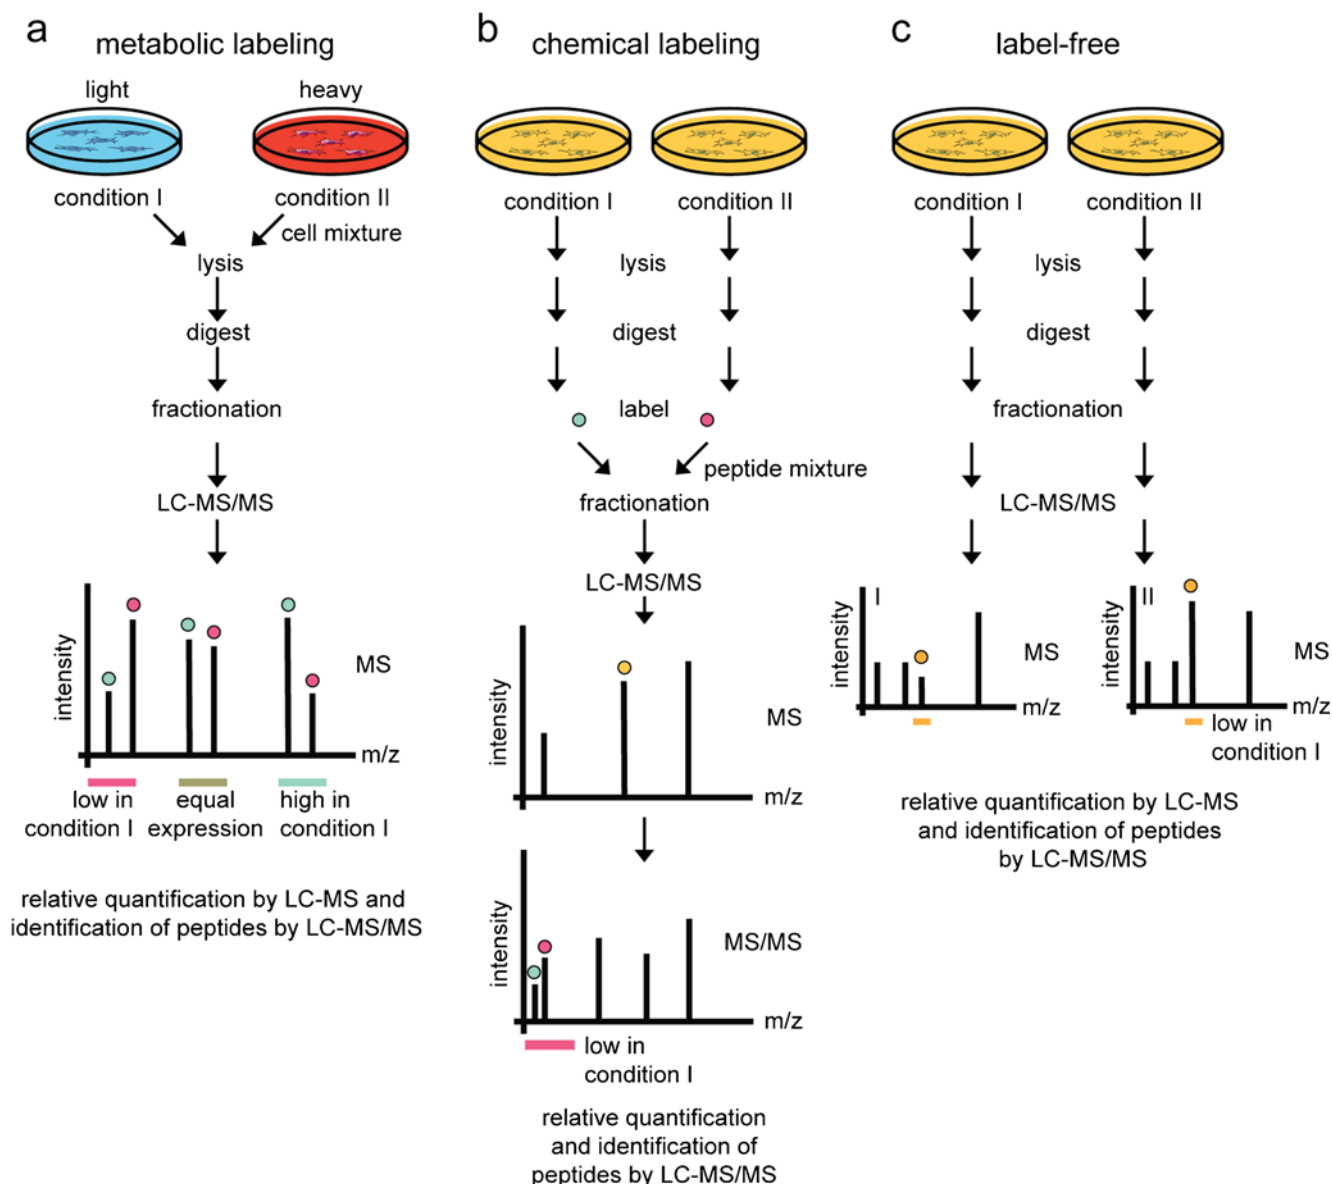 a
metabolic labeling
light
heavy
condition I
condition II
cell mixture
lysis
digest
fractionation
LC-MS/MS
intensity
MS
m/z
low in
condition I
equal
expression
high in
condition I
relative quantification by LC-MS and
identification of peptides by LC-MS/MS
b
chemical labeling
condition I
condition II
lysis
digest
label
peptide mixture
fractionation
LC-MS/MS
intensity
MS
m/z
intensity
MS/MS
m/z
low in
condition I
relative quantification
and identification of
peptides by LC-MS/MS
c
label-free
condition I
condition II
lysis
digest
fractionation
LC-MS/MS
I
intensity
MS
m/z
II
intensity
MS
m/z
low in
condition I
relative quantification by LC-MS
and identification of peptides
by LC-MS/MS